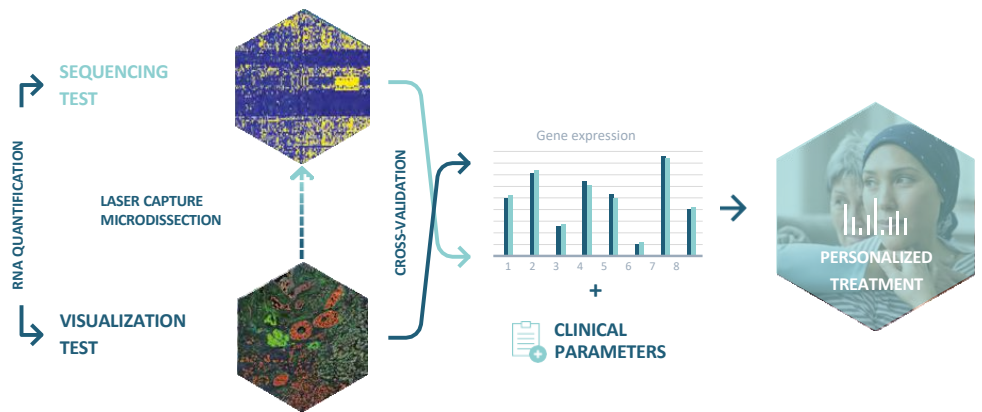 RNA QUANTIFICATION
SEQUENCING
TEST
LASER CAPTURE
MICRODISSECTION
VISUALIZATION
TEST
CROSS-VALIDATION
Gene expression
1 2 3 4 5 6 7 8
+
CLINICAL
PARAMETERS
PERSONALIZED
TREATMENT